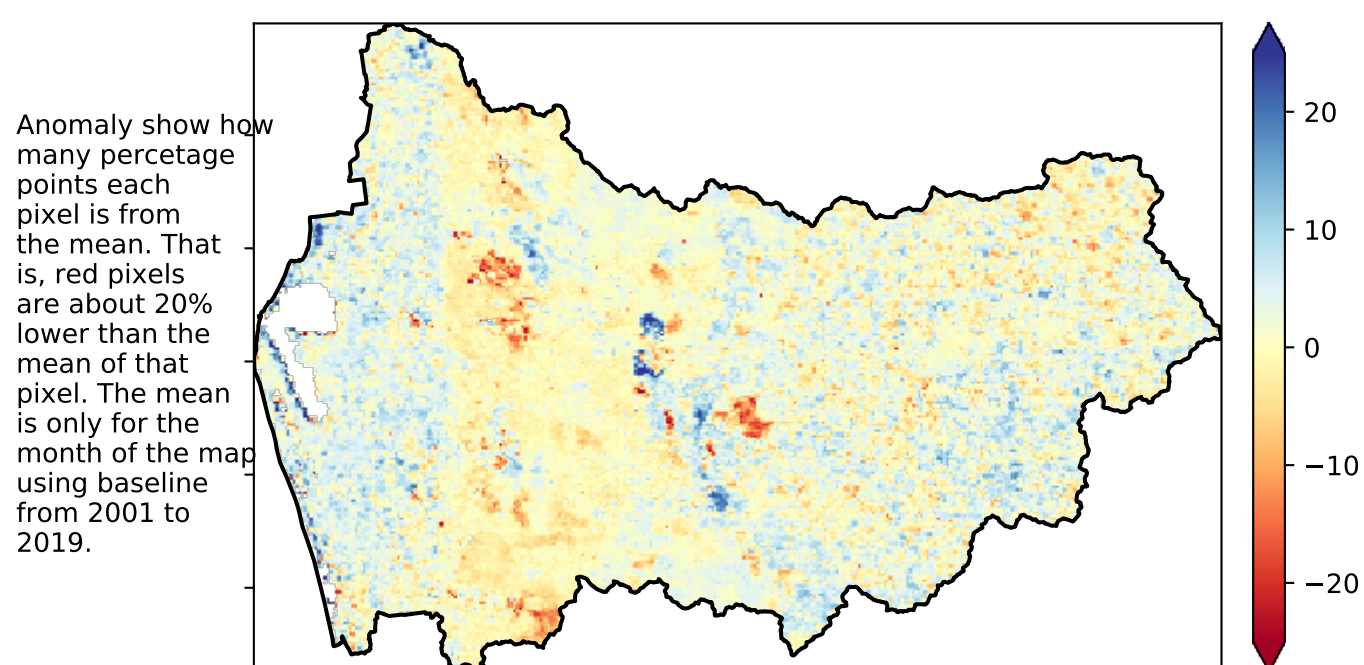 Anomaly show how
many percetage
points each
pixel is from
the mean. That
is, red pixels
are about 20%
lower than the
mean of that
pixel. The mean
is only for the
month of the map
using baseline
from 2001 to
2019.
20
10
0
−10
−20